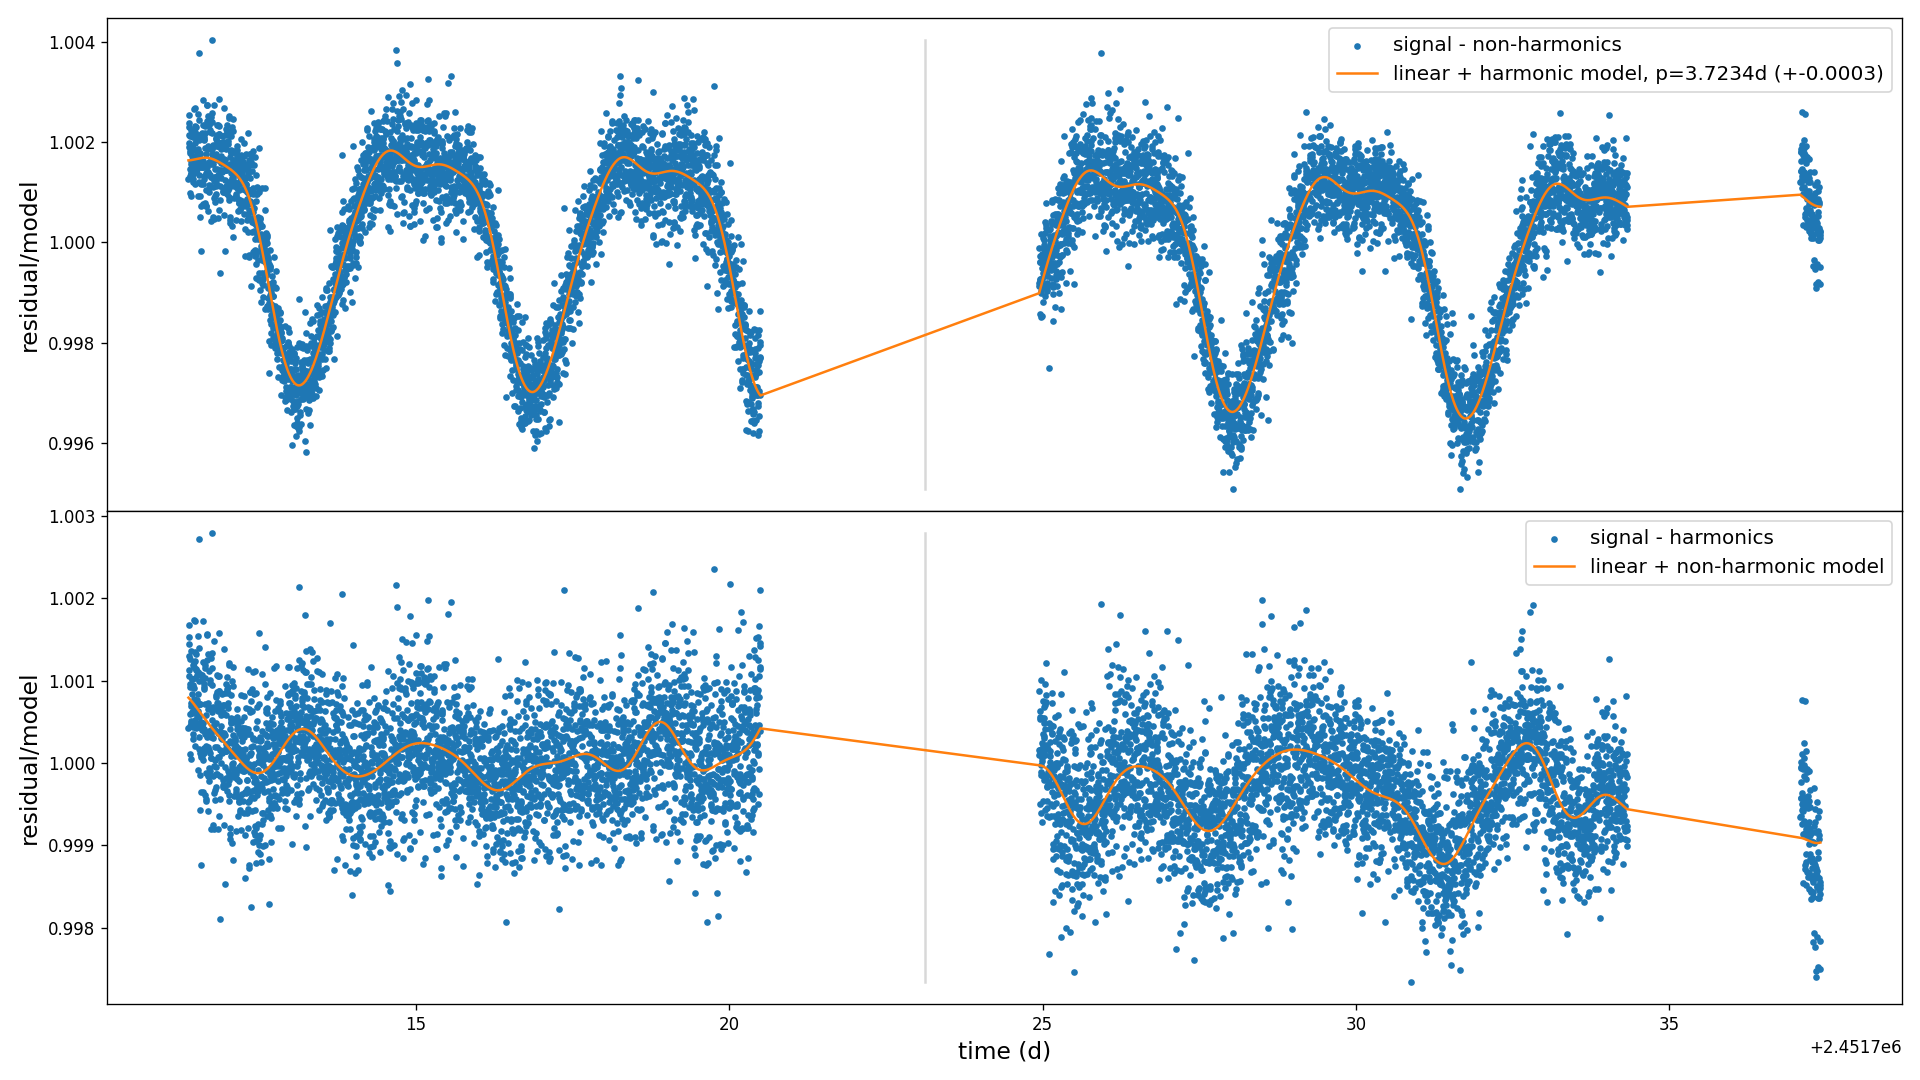 1.004
1.002
1.000
0.998
0.996
residual/model
signal - non-harmonics
linear + harmonic model, p=3.7234d (+-0.0003)
1.003
1.002
1.001
1.000
0.999
0.998
residual/model
signal - harmonics
linear + non-harmonic model
15
20
25
30
35
time (d)
+2.4517e6